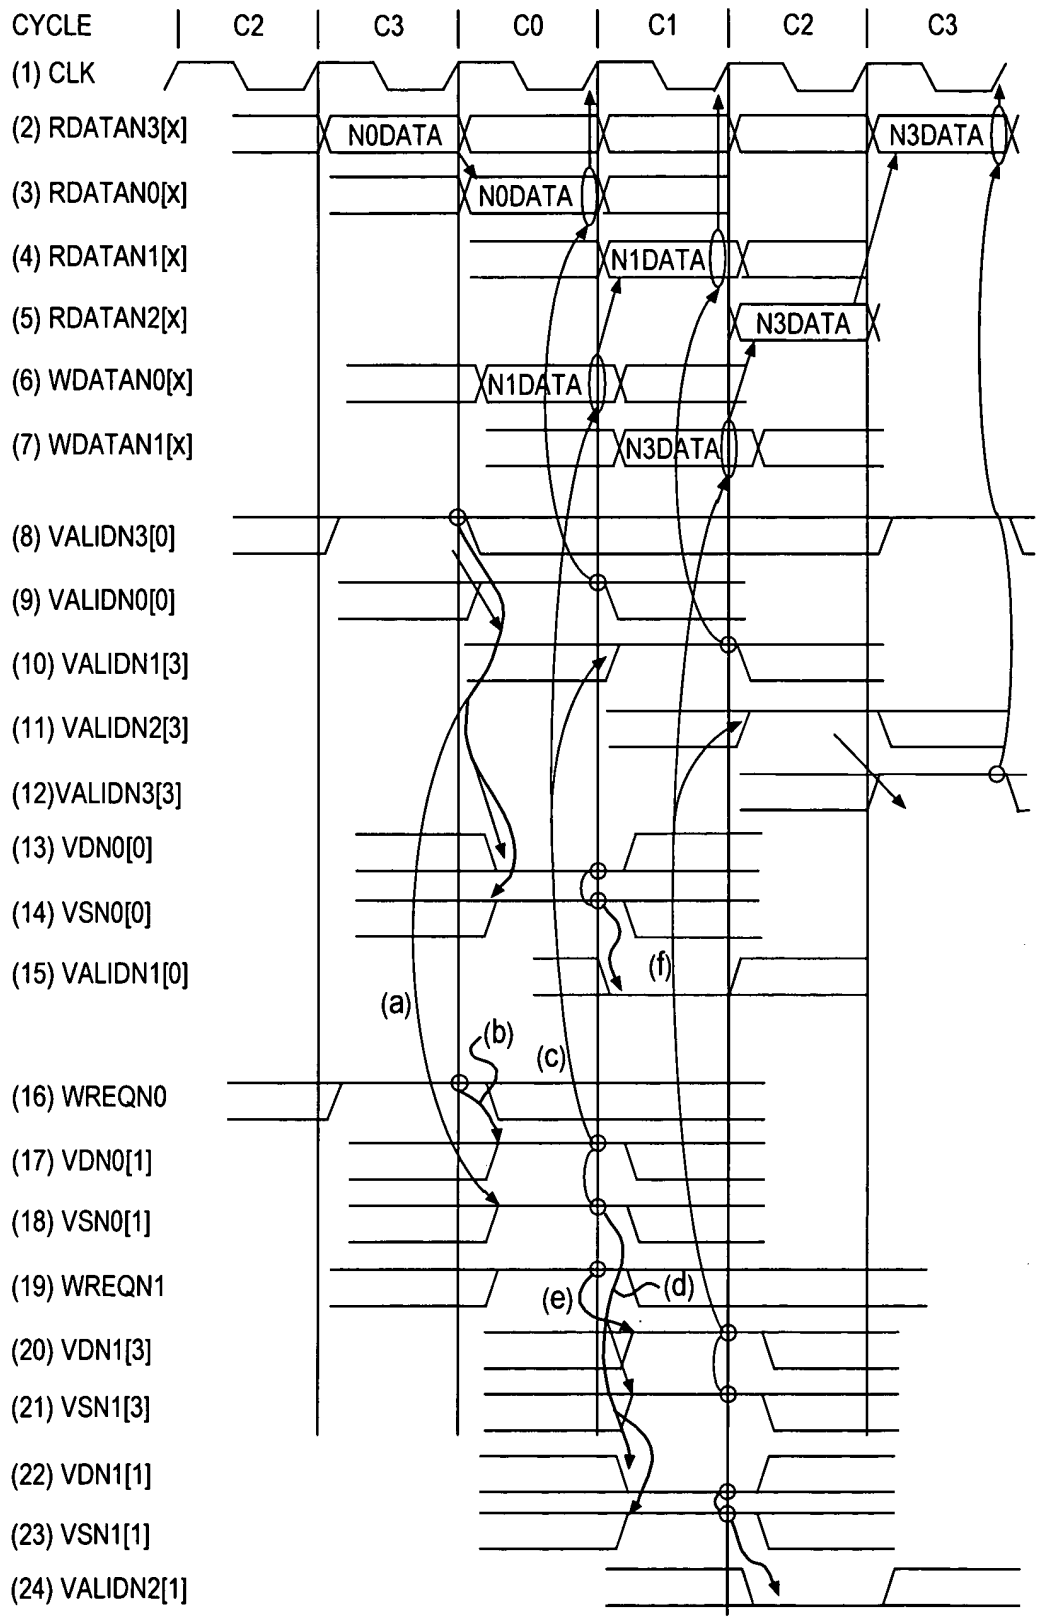 CYCLE C2 C3 C0 C1 C2 C3
(1) CLK
(2) RDATAN3[x] N0DATA N3DATA
(3) RDATAN0[x] N0DATA
(4) RDATAN1[x] N1DATA
(5) RDATAN2[x] N3DATA
(6) WDATAN0[x] N1DATA
(7) WDATAN1[x] N3DATA
(8) VALIDN3[0]
(9) VALIDN0[0]
(10) VALIDN1[3]
(11) VALIDN2[3]
(12)VALIDN3[3]
(13) VDN0[0]
(14) VSN0[0]
(15) VALIDN1[0] (f)
(a)
(b)
(c)
(16) WREQN0
(17) VDN0[1]
(18) VSN0[1]
(19) WREQN1 (e) (d)
(20) VDN1[3]
(21) VSN1[3]
(22) VDN1[1]
(23) VSN1[1]
(24) VALIDN2[1]